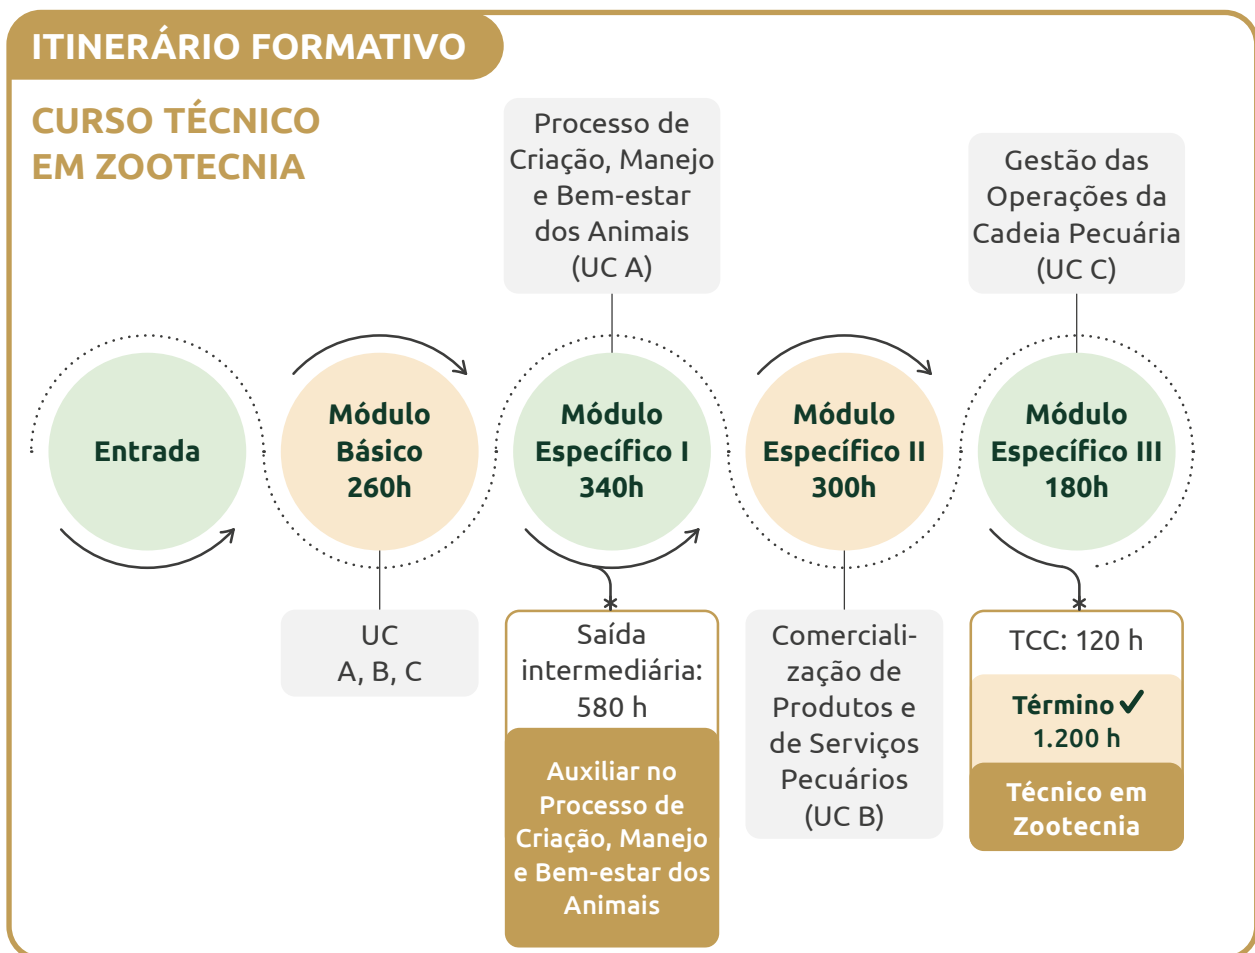 ITINERÁRIO FORMATIVO
CURSO TÉCNICO
EM ZOOTECNIA
Processo de
Criação, Manejo
e Bem-estar
dos Animais
(UC A)
Gestão das
Operações da
Cadeia Pecuária
(UC C)
Entrada
Módulo
Básico
260h
Módulo
Específico I
340h
Módulo
Específico II
300h
Módulo
Específico III
180h
UC
A, B, C
Saída
intermediária:
580 h
Auxiliar no
Processo de
Criação, Manejo
e Bem-estar dos
Animais
Comerciali-
zação de
Produtos e
de Serviços
Pecuários
(UC B)
TCC: 120 h
Término ✓
1.200 h
Técnico em
Zootecnia